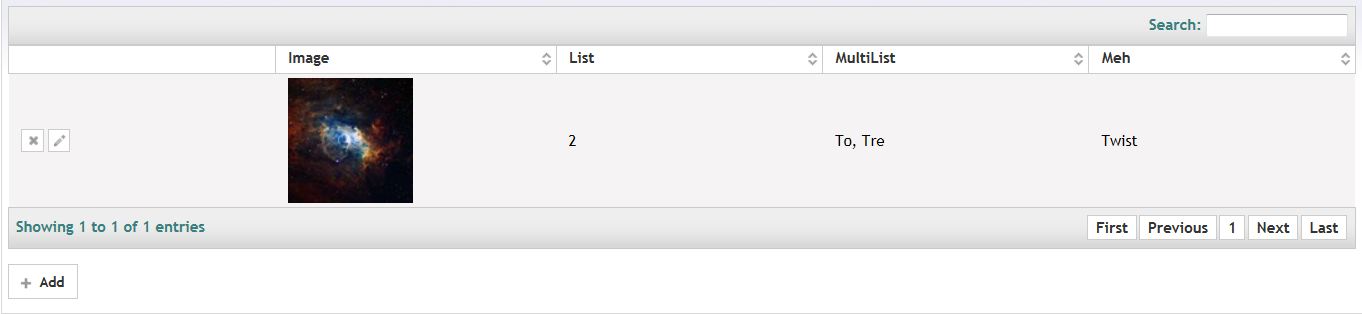 Search:
Image List MultiList Meh
2 To, Tre Twist
Showing 1 to 1 of 1 entries First Previous 1 Next Last
Add